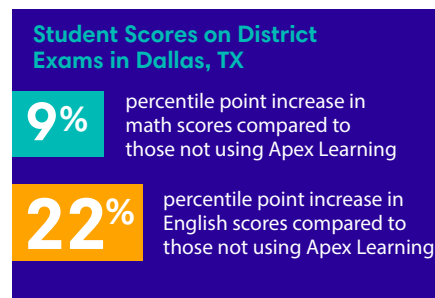 Student Scores on District
Exams in Dallas, TX
9%
percentile point increase in
math scores compared to
those not using Apex Learning
22%
percentile point increase in
English scores compared to
those not using Apex Learning